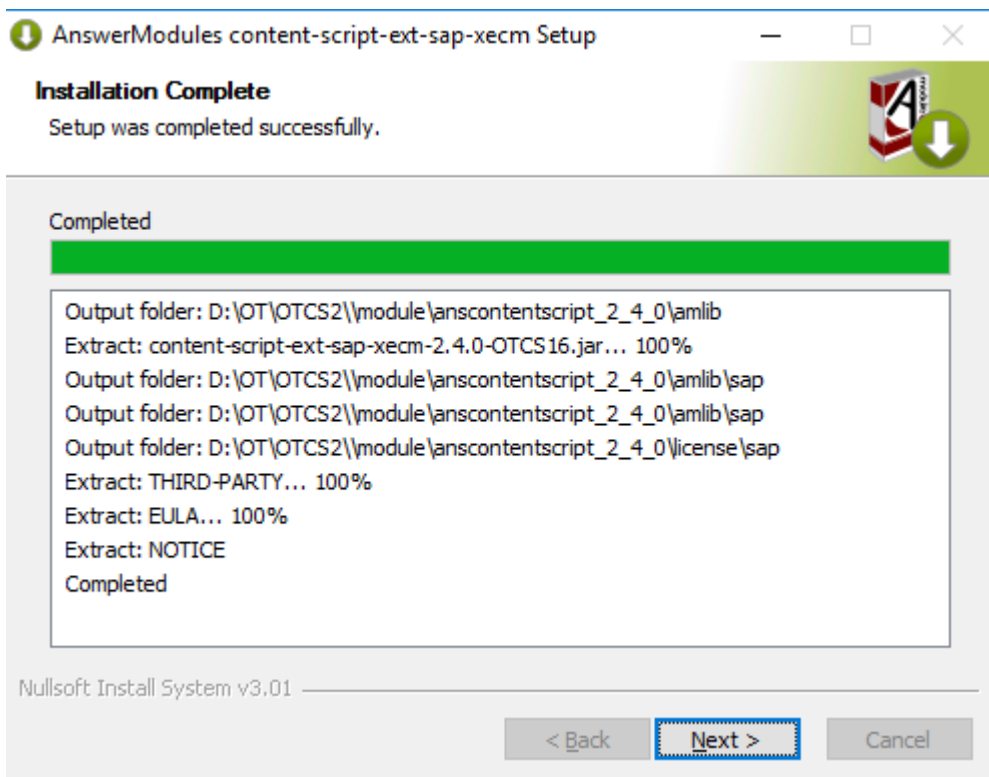 AnswerModules content-script-ext-sap-xecm Setup
Installation Complete
Setup was completed successfully.
Completed
Output folder: D:\OT\OTCS2\\module\anscontentscript_2_4_0\amlib
Extract: content-script-ext-sap-xecm-2.4.0-OTCS16.jar... 100%
Output folder: D:\OT\OTCS2\\module\anscontentscript_2_4_0\amlib\sap
Output folder: D:\OT\OTCS2\\module\anscontentscript_2_4_0\amlib\sap
Output folder: D:\OT\OTCS2\\module\anscontentscript_2_4_0\license\sap
Extract: THIRD-PARTY... 100%
Extract: EULA... 100%
Extract: NOTICE
Completed
Nullsoft Install System v3.01
< Back Next > Cancel